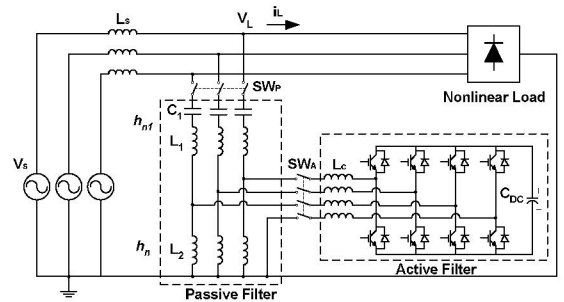 Ls
VL
iL
SWP
Nonlinear Load
hn1
C1
L1
SWA
Lc
CDC
Vs
hn
L2
Active Filter
Passive Filter